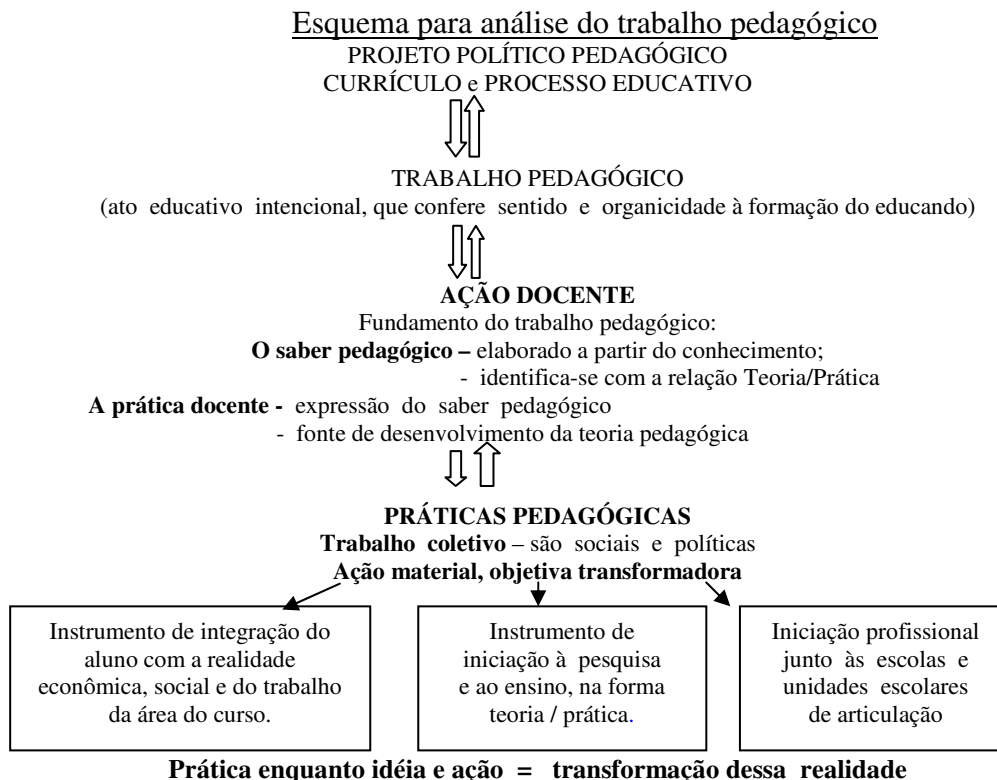 Esquema para análise do trabalho pedagógico
PROJETO POLÍTICO PEDAGÓGICO
CURRÍCULO e PROCESSO EDUCATIVO
TRABALHO PEDAGÓGICO
(ato educativo intencional, que confere sentido e organicidade à formação do educando)
AÇÃO DOCENTE
Fundamento do trabalho pedagógico:
O saber pedagógico – elaborado a partir do conhecimento;
- identifica-se com a relação Teoria/Prática
A prática docente - expressão do saber pedagógico
- fonte de desenvolvimento da teoria pedagógica
PRÁTICAS PEDAGÓGICAS
Trabalho coletivo – são sociais e políticas
Ação material, objetiva transformadora
Instrumento de integração do
aluno com a realidade
econômica, social e do trabalho
da área do curso.
Instrumento de
iniciação à pesquisa
e ao ensino, na forma
teoria / prática.
Iniciação profissional
junto às escolas e
unidades escolares
de articulação
Prática enquanto idéia e ação = transformação dessa realidade